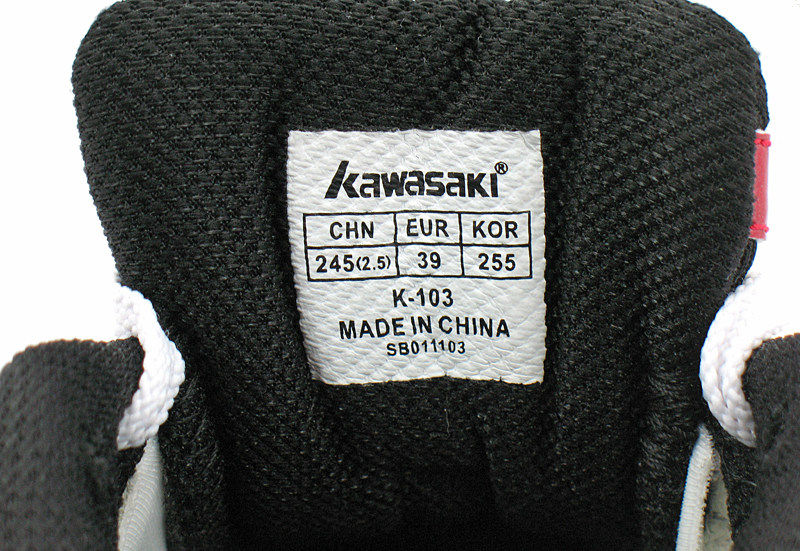 Kawasaki®
CHN EUR KOR
245(2.5) 39 255
K-103
MADE IN CHINA
SB011103